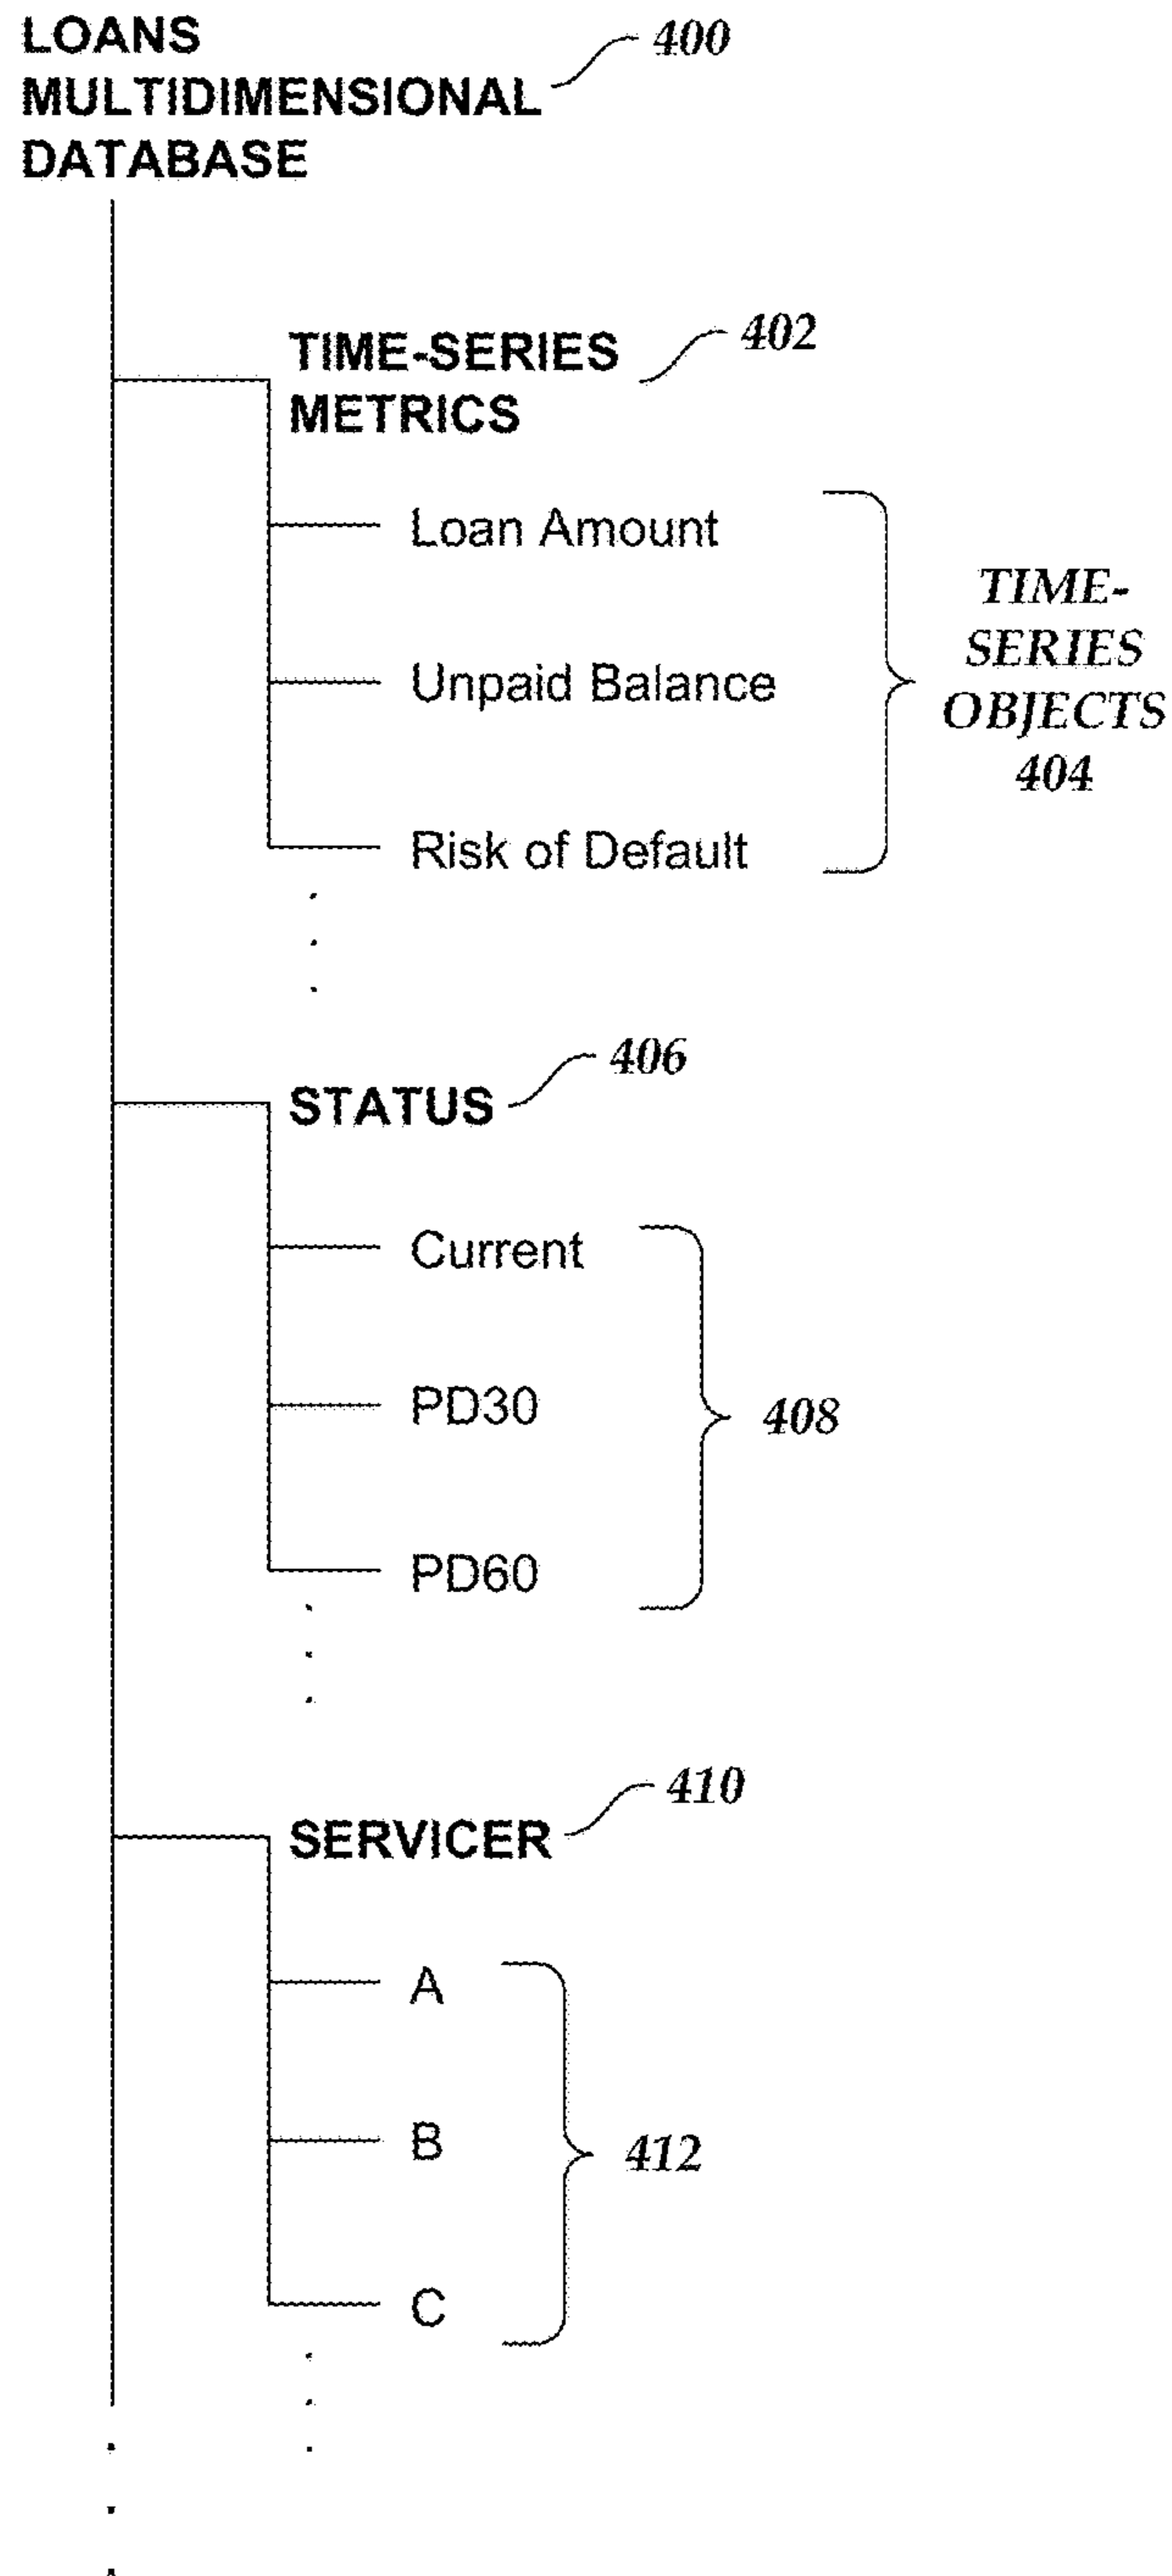 LOANS
MULTIDIMENSIONAL
DATABASE
400
TIME-SERIES
METRICS
402
Loan Amount
Unpaid Balance
Risk of Default
TIME-
SERIES
OBJECTS
404
STATUS
406
Current
PD30
PD60
408
SERVICER
410
A
B
C
412